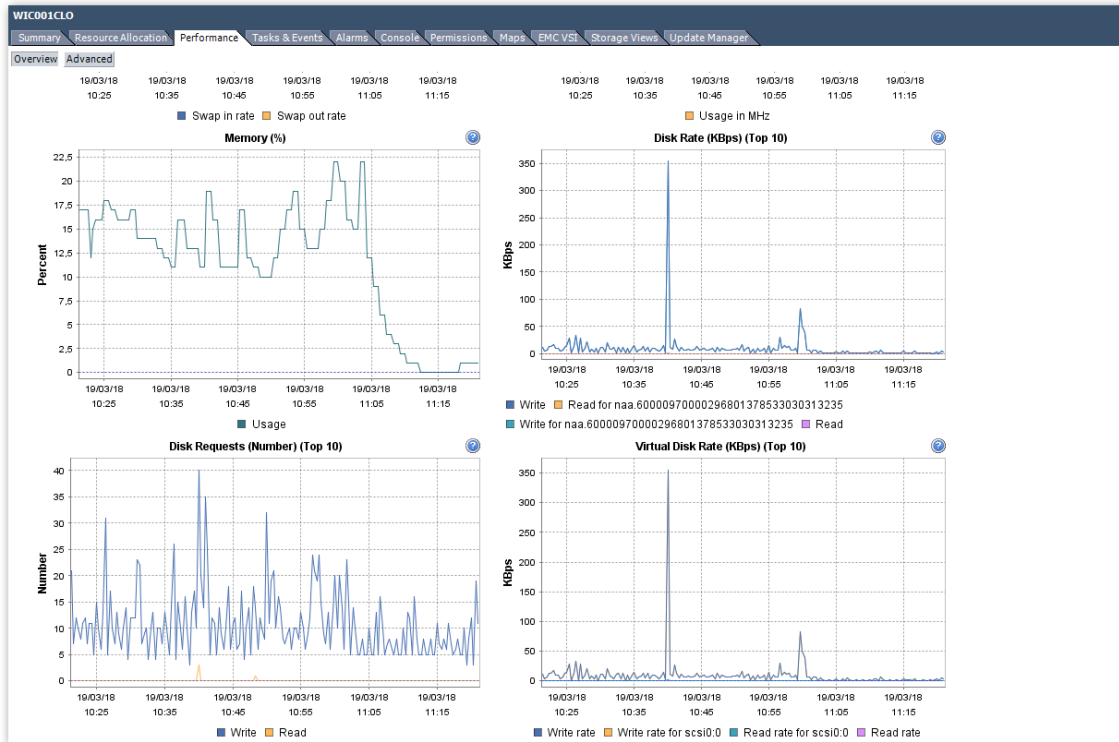 WIC001CLO
Summary Resource Allocation Performance Tasks & Events Alarms Console Permissions Maps EMC VSI Storage Views Update Manager
Overview Advanced
19/03/18 19/03/18 19/03/18 19/03/18 19/03/18 19/03/18
10:25 10:35 10:45 10:55 11:05 11:15
Swap in rate Swap out rate
19/03/18 19/03/18 19/03/18 19/03/18 19/03/18 19/03/18
10:25 10:35 10:45 10:55 11:05 11:15
Usage in MHz
Memory (%)
?
Percent
22,5
20
17,5
15
12,5
10
7,5
5
2,5
0
19/03/18 19/03/18 19/03/18 19/03/18 19/03/18 19/03/18
10:25 10:35 10:45 10:55 11:05 11:15
Usage
Disk Rate (KBps) (Top 10)
?
KBps
350
300
250
200
150
100
50
0
19/03/18 19/03/18 19/03/18 19/03/18 19/03/18 19/03/18
10:25 10:35 10:45 10:55 11:05 11:15
Write Read for naa.60000970000296801378533030313235
Write for naa.60000970000296801378533030313235 Read
Disk Requests (Number) (Top 10)
?
Number
40
35
30
25
20
15
10
5
0
19/03/18 19/03/18 19/03/18 19/03/18 19/03/18 19/03/18
10:25 10:35 10:45 10:55 11:05 11:15
Write Read
Virtual Disk Rate (KBps) (Top 10)
?
KBps
350
300
250
200
150
100
50
0
19/03/18 19/03/18 19/03/18 19/03/18 19/03/18 19/03/18
10:25 10:35 10:45 10:55 11:05 11:15
Write rate Write rate for scsi0:0 Read rate for scsi0:0 Read rate